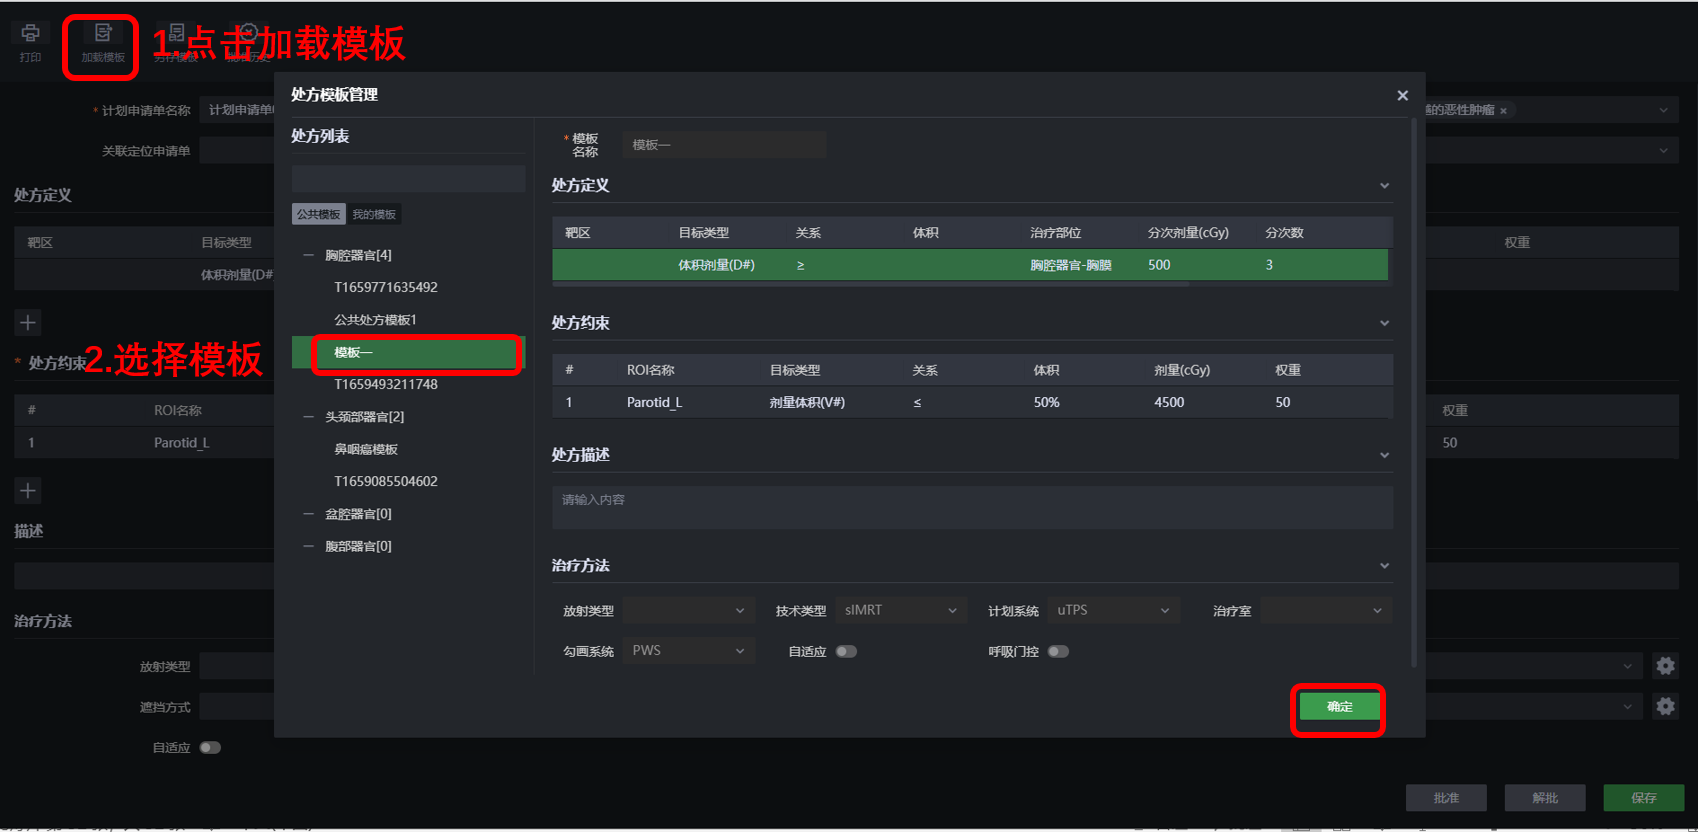 打印
加载模板
1.点击加载模板
处方模板管理
* 计划申请单名称
计划申请单
的恶性肿瘤 ×
关联定位申请单
处方定义
靶区
目标类型
权重
体积剂量(D#
2.选择模板
* 处方约束
#
ROI名称
权重
1
Parotid_L
50
描述
治疗方法
放射类型
遮挡方式
自适应
处方列表
公共模板
我的模板
胸腔器官[4]
T1659771635492
公共处方模板1
模板一
T1659493211748
头颈部器官[2]
鼻咽癌模板
T1659085504602
盆腔器官[0]
腹部器官[0]
* 模板名称
模板一
处方定义
靶区 目标类型 关系 体积 治疗部位 分次剂量(cGy) 分次数
体积剂量(D#) ≥ 胸腔器官-胸膜 500 3
处方约束
# ROI名称 目标类型 关系 体积 剂量(cGy) 权重
1 Parotid_L 剂量体积(V#) ≤ 50% 4500 50
处方描述
请输入内容
治疗方法
放射类型 技术类型 sIMRT 计划系统 uTPS 治疗室
勾画系统 PWS 自适应 呼吸门控
确定
批准 解批 保存